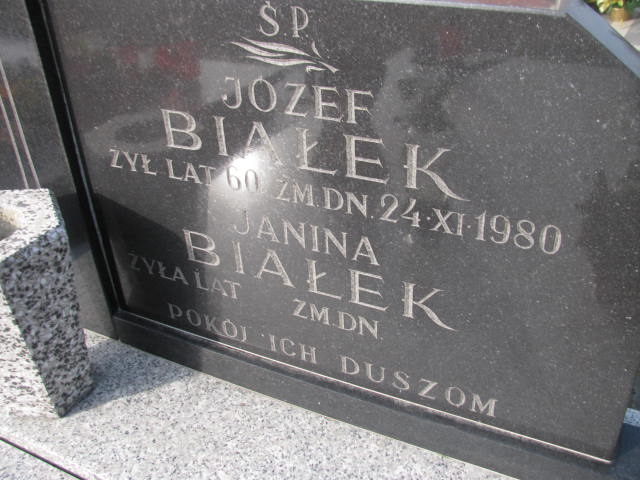 ŚP.
JÓZEF
BIAŁEK
ŻYŁ LAT 60 ZM.DN. 24·XI·1980
JANINA
BIAŁEK
ŻYŁA LAT ZM.DN.
POKÓJ ICH DUSZOM